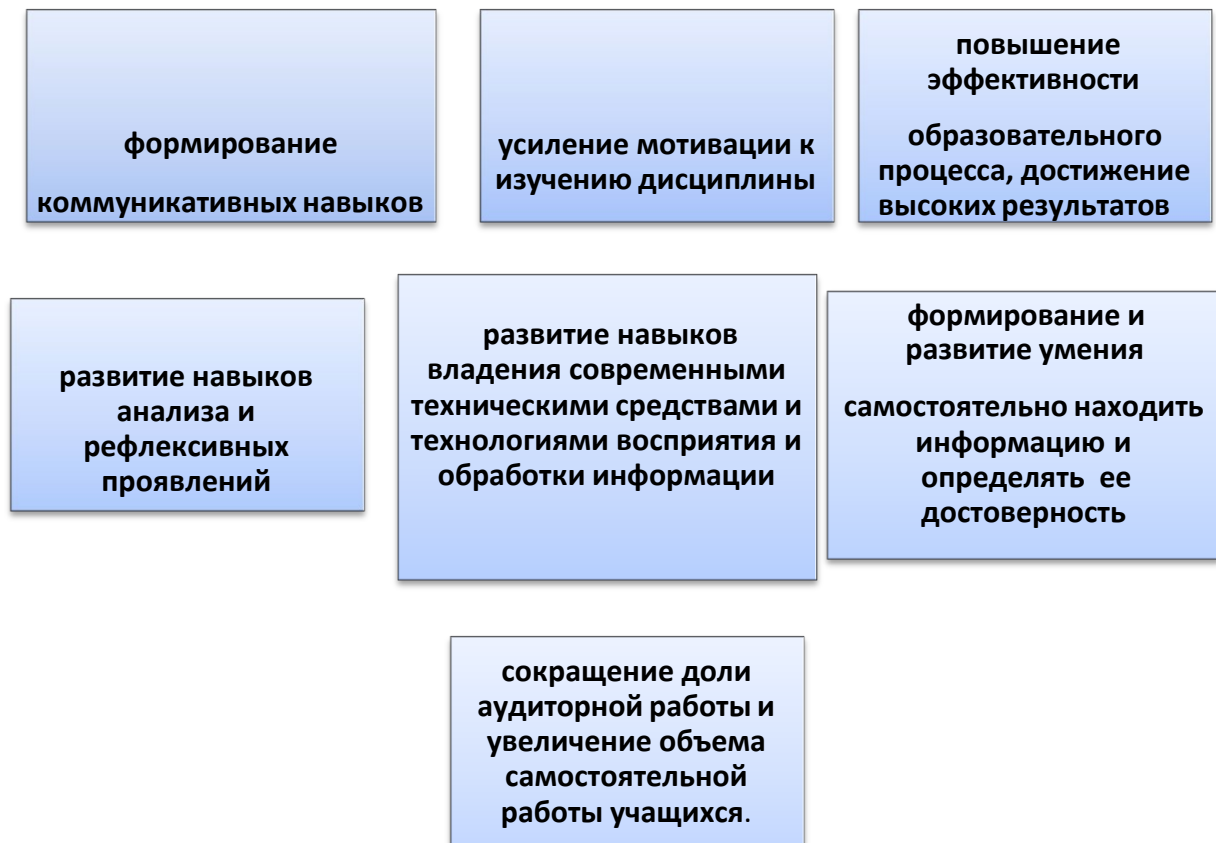 формирование
коммуникативных навыков
усиление мотивации к
изучению дисциплины
повышение
эффективности
образовательного
процесса, достижение
высоких результатов
развитие навыков
анализа и
рефлексивных
проявлений
развитие навыков
владения современными
техническими средствами и
технологиями восприятия и
обработки информации
формирование и
развитие умения
самостоятельно находить
информацию и
определять ее
достоверность
сокращение доли
аудиторной работы и
увеличение объема
самостоятельной
работы учащихся.